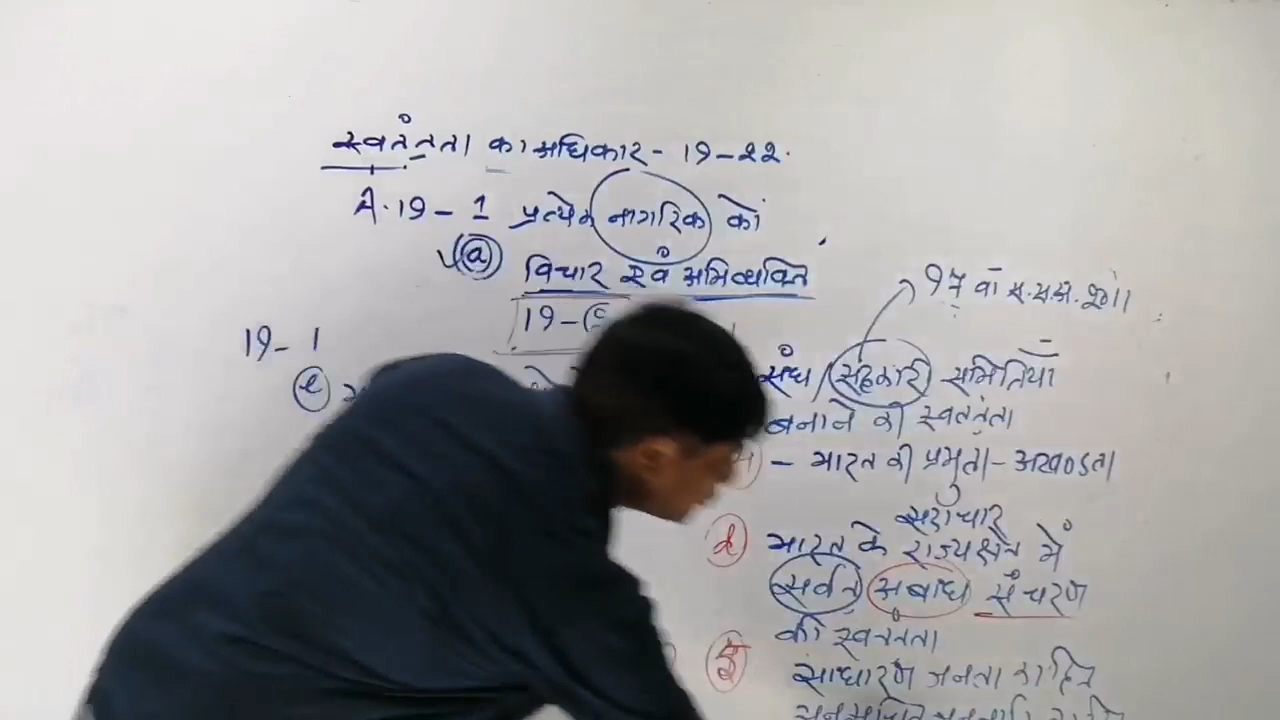 स्वतंत्रता का अधिकार - 19-22.
A.19 - 1 प्रत्येक नागरिक को
(a) विचार एवं अभिव्यक्ति
19-(
97 वाँ स.स.अ. 2011
19- 1
(e)
संघ / सहकारी समितियाँ
बनाने की स्वतंत्रता
- भारत की प्रभुता - अखण्डता
सदाचार
(d) भारत के राज्य क्षेत्र में
सर्वत्र अबाध संचरण
की स्वतंत्रता
साधारण जनता का हित